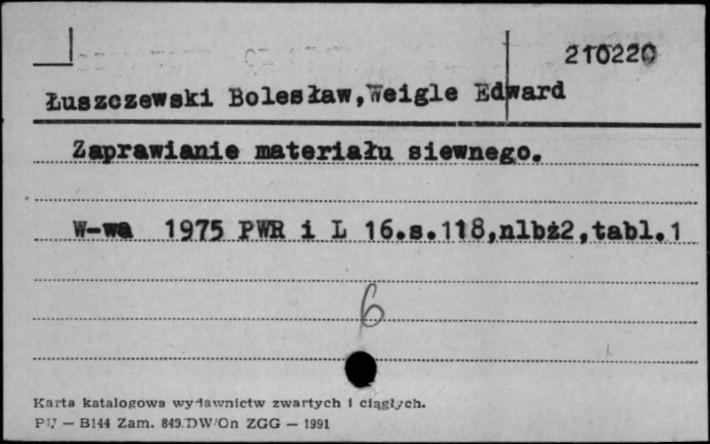 210220
Łuszczewski Bolesław,Weigle Edward
Zaprawianie materiału siewnego.
W-wa 1975 PWR i L 16.s.118,nlbż2,tabl.1
6
Karta katalogowa wydawnictw zwartych i ciągłych.
PU — B144 Zam. 849.DW/On ZGG — 1991